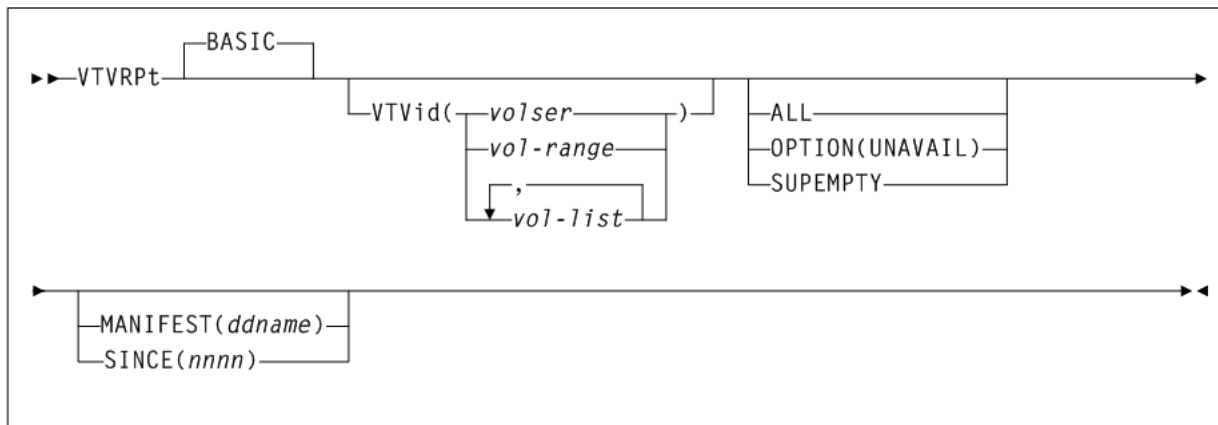 BASIC
VTVRPt
VTVid( volser ) ALL
vol-range OPTION(UNAVAIL)
, SUPEMPTY
vol-list
MANIFEST(ddname)
SINCE(nnnn)